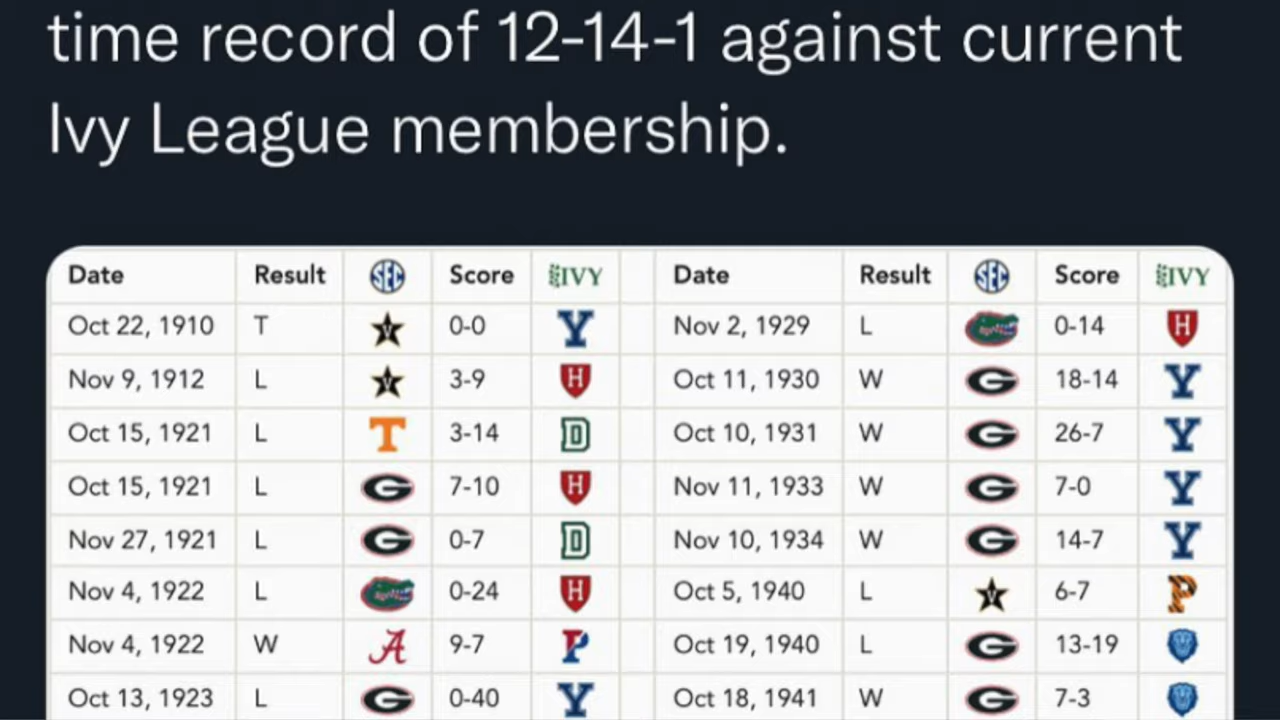 time record of 12-14-1 against current
Ivy League membership.
Date Result SEC Score IVY Date Result SEC Score IVY
Oct 22, 1910 T V 0-0 Y Nov 2, 1929 L 0-14 H
Nov 9, 1912 L V 3-9 H Oct 11, 1930 W G 18-14 Y
Oct 15, 1921 L T 3-14 D Oct 10, 1931 W G 26-7 Y
Oct 15, 1921 L G 7-10 H Nov 11, 1933 W G 7-0 Y
Nov 27, 1921 L G 0-7 D Nov 10, 1934 W G 14-7 Y
Nov 4, 1922 L 0-24 H Oct 5, 1940 L V 6-7 P
Nov 4, 1922 W A 9-7 P Oct 19, 1940 L G 13-19
Oct 13, 1923 L G 0-40 Y Oct 18, 1941 W G 7-3